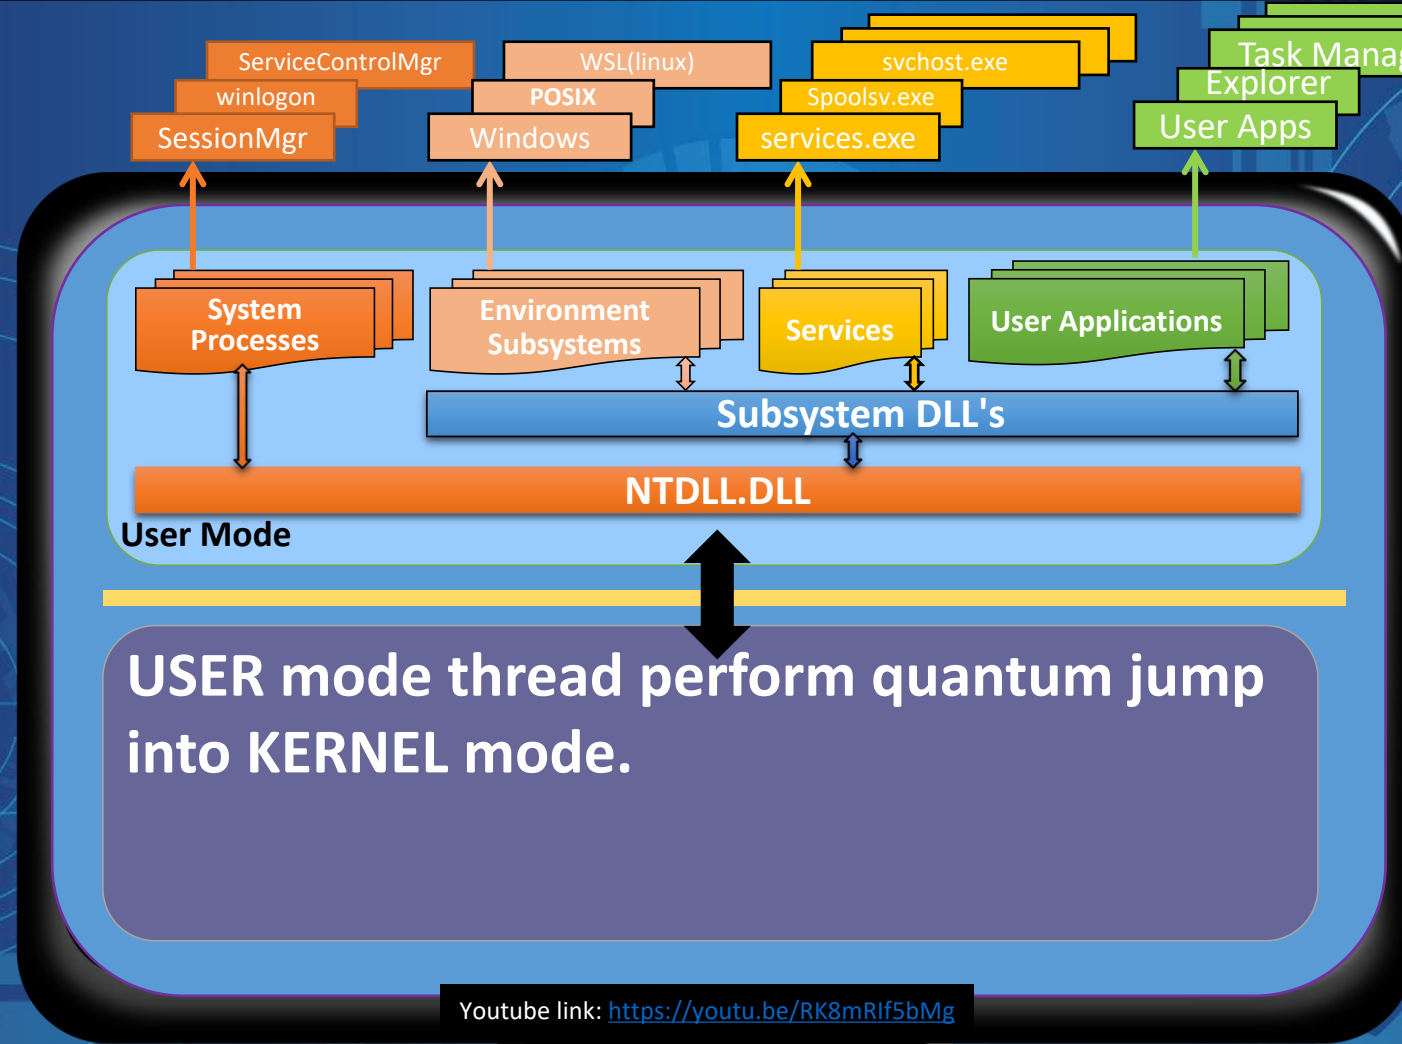 ServiceControlMgr
winlogon
SessionMgr
WSL(linux)
POSIX
Windows
svchost.exe
Spoolsv.exe
services.exe
Task Manag
Explorer
User Apps
System
Processes
Environment
Subsystems
Services
User Applications
Subsystem DLL's
NTDLL.DLL
User Mode
USER mode thread perform quantum jump
into KERNEL mode.
Youtube link: https://youtu.be/RK8mRIf5bMg